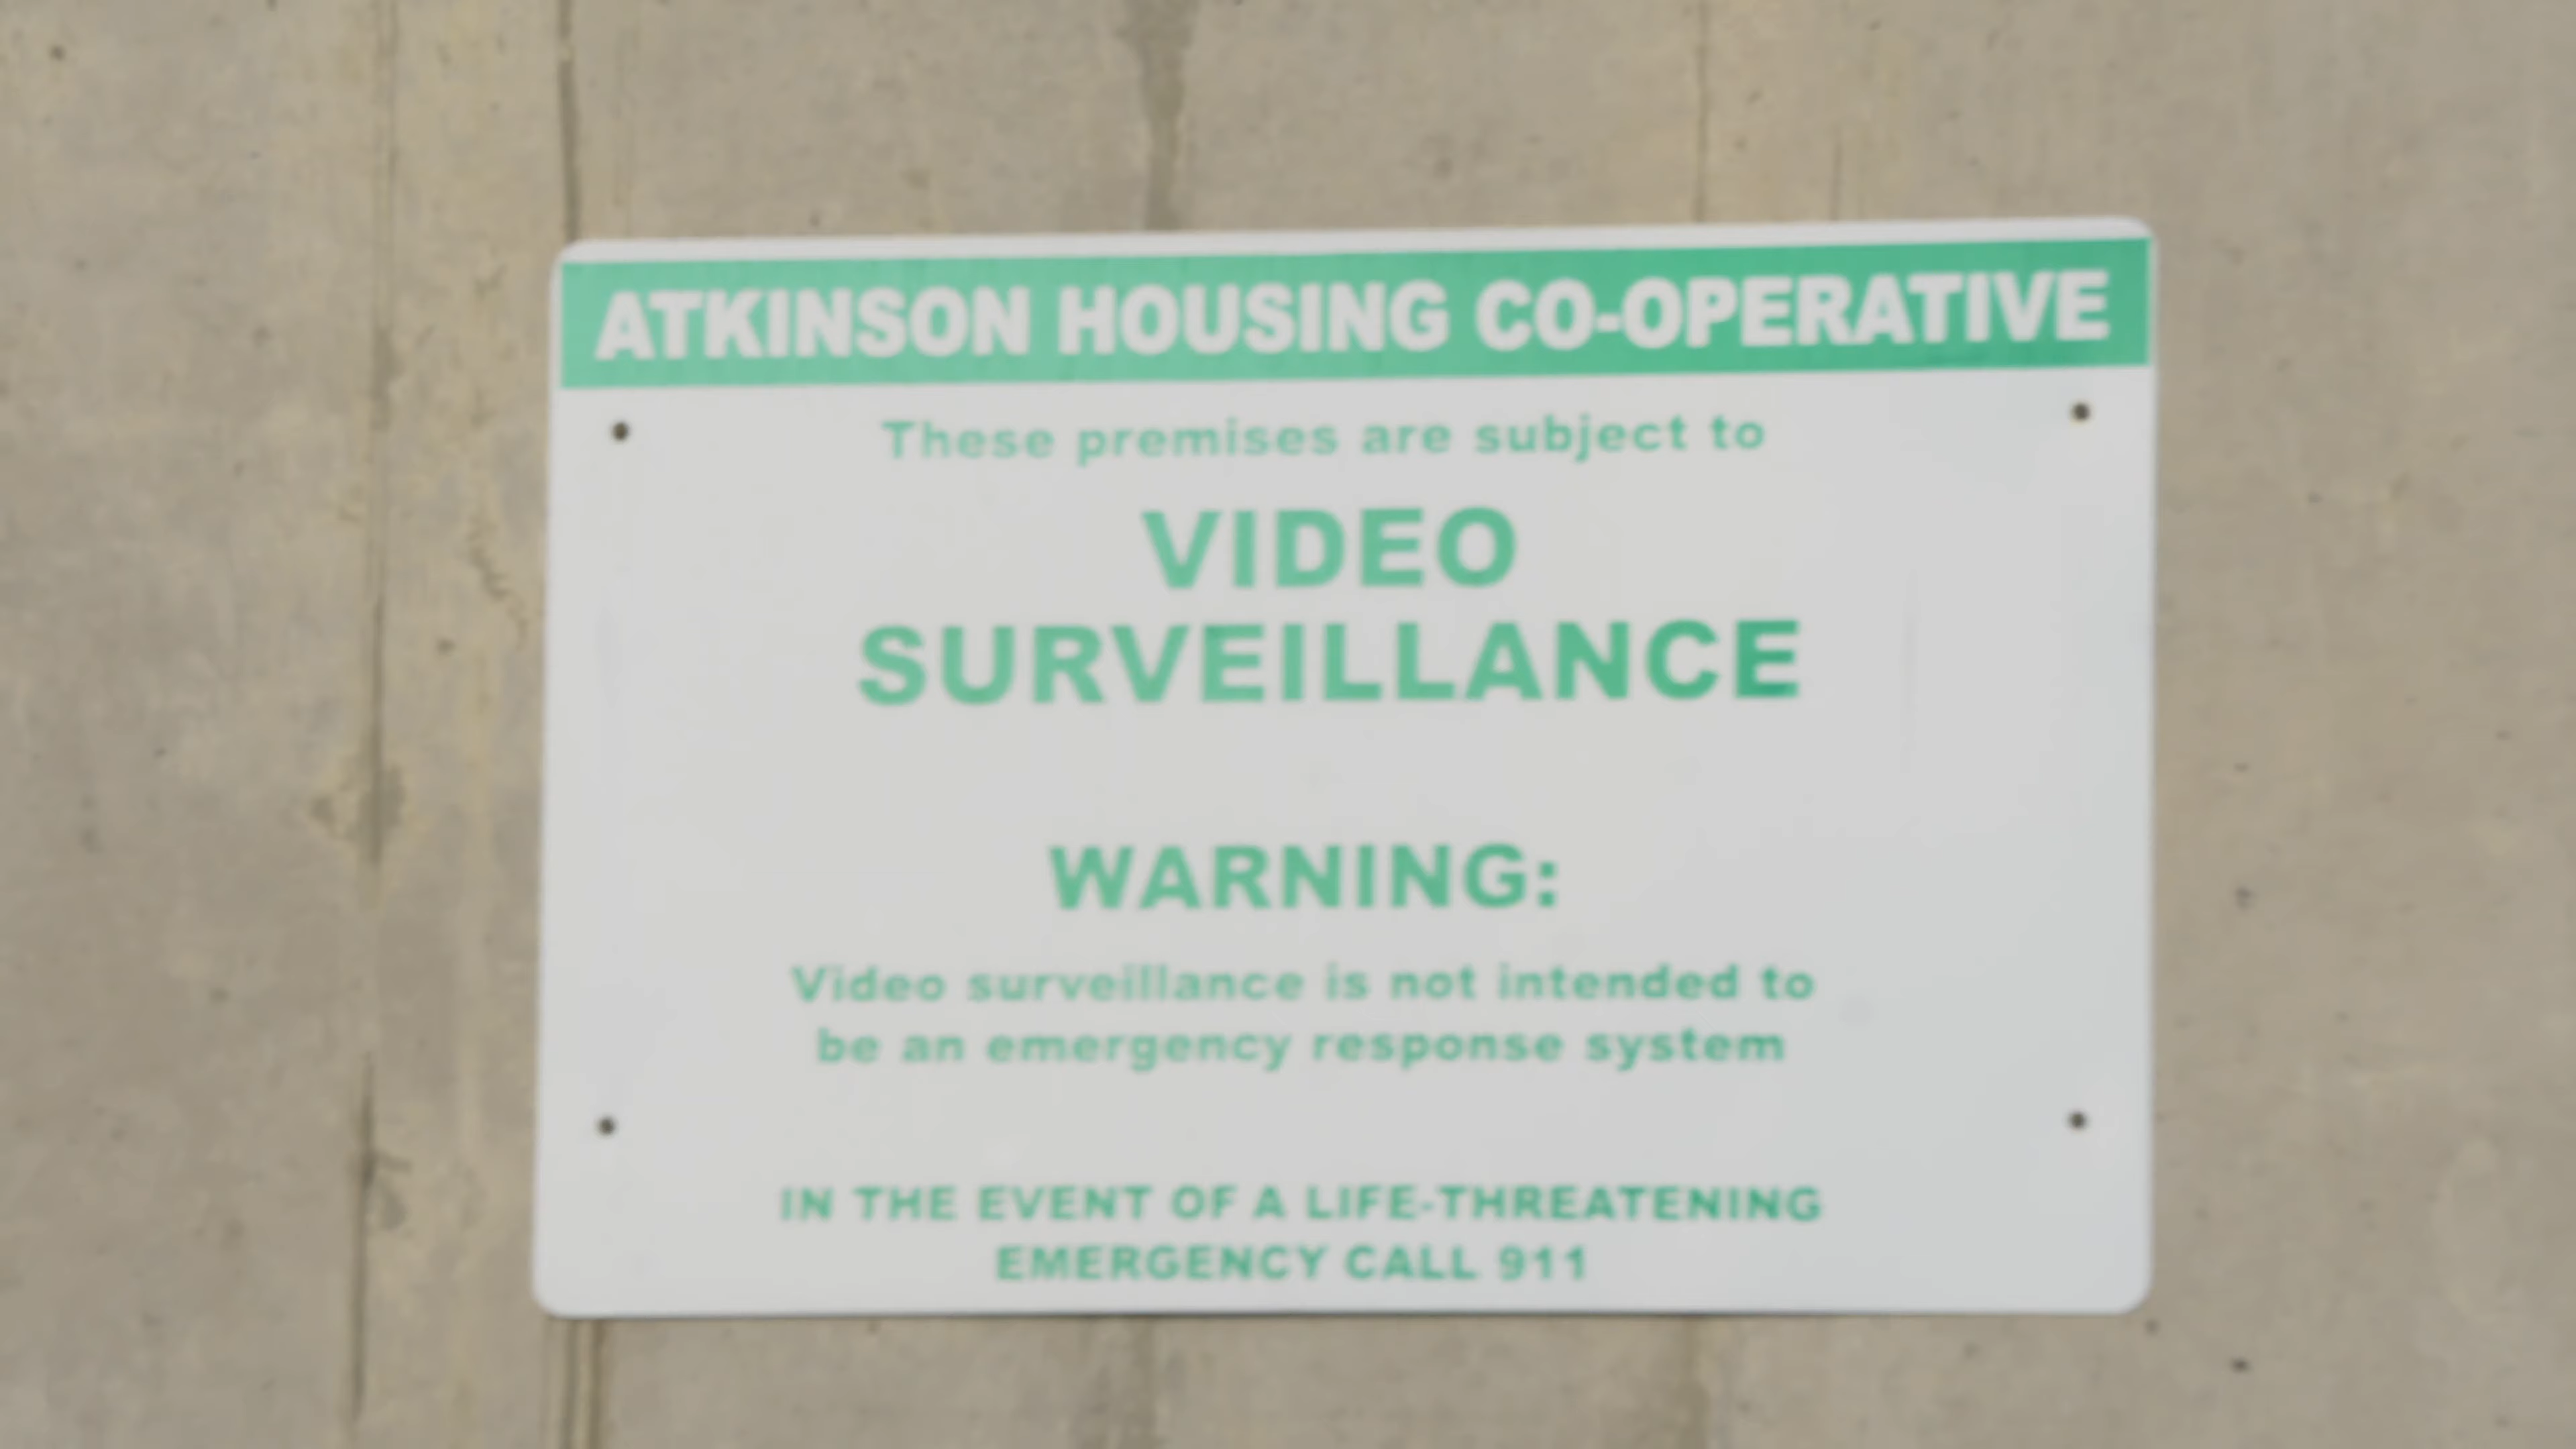 ATKINSON HOUSING CO-OPERATIVE
These premises are subject to
VIDEO
SURVEILLANCE
WARNING:
Video surveillance is not intended to
be an emergency response system
IN THE EVENT OF A LIFE-THREATENING
EMERGENCY CALL 911